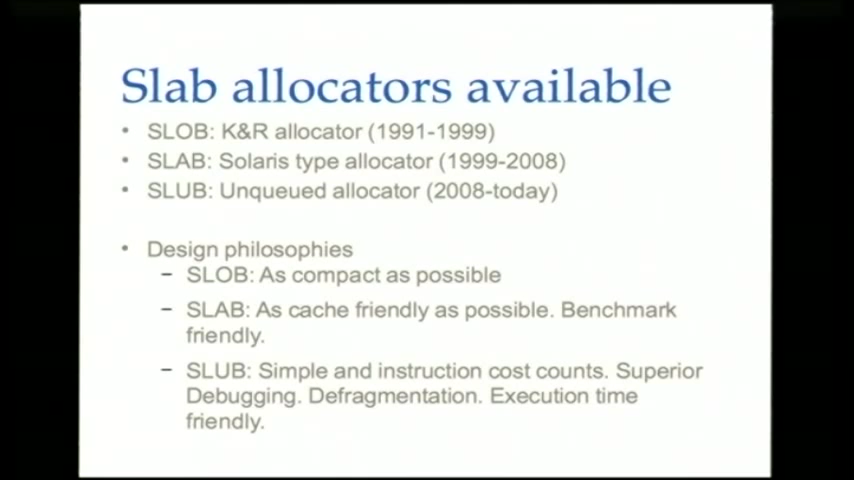 Slab allocators available
• SLOB: K&R allocator (1991-1999)
• SLAB: Solaris type allocator (1999-2008)
• SLUB: Unqueued allocator (2008-today)
• Design philosophies
– SLOB: As compact as possible
– SLAB: As cache friendly as possible. Benchmark
friendly.
– SLUB: Simple and instruction cost counts. Superior
Debugging. Defragmentation. Execution time
friendly.